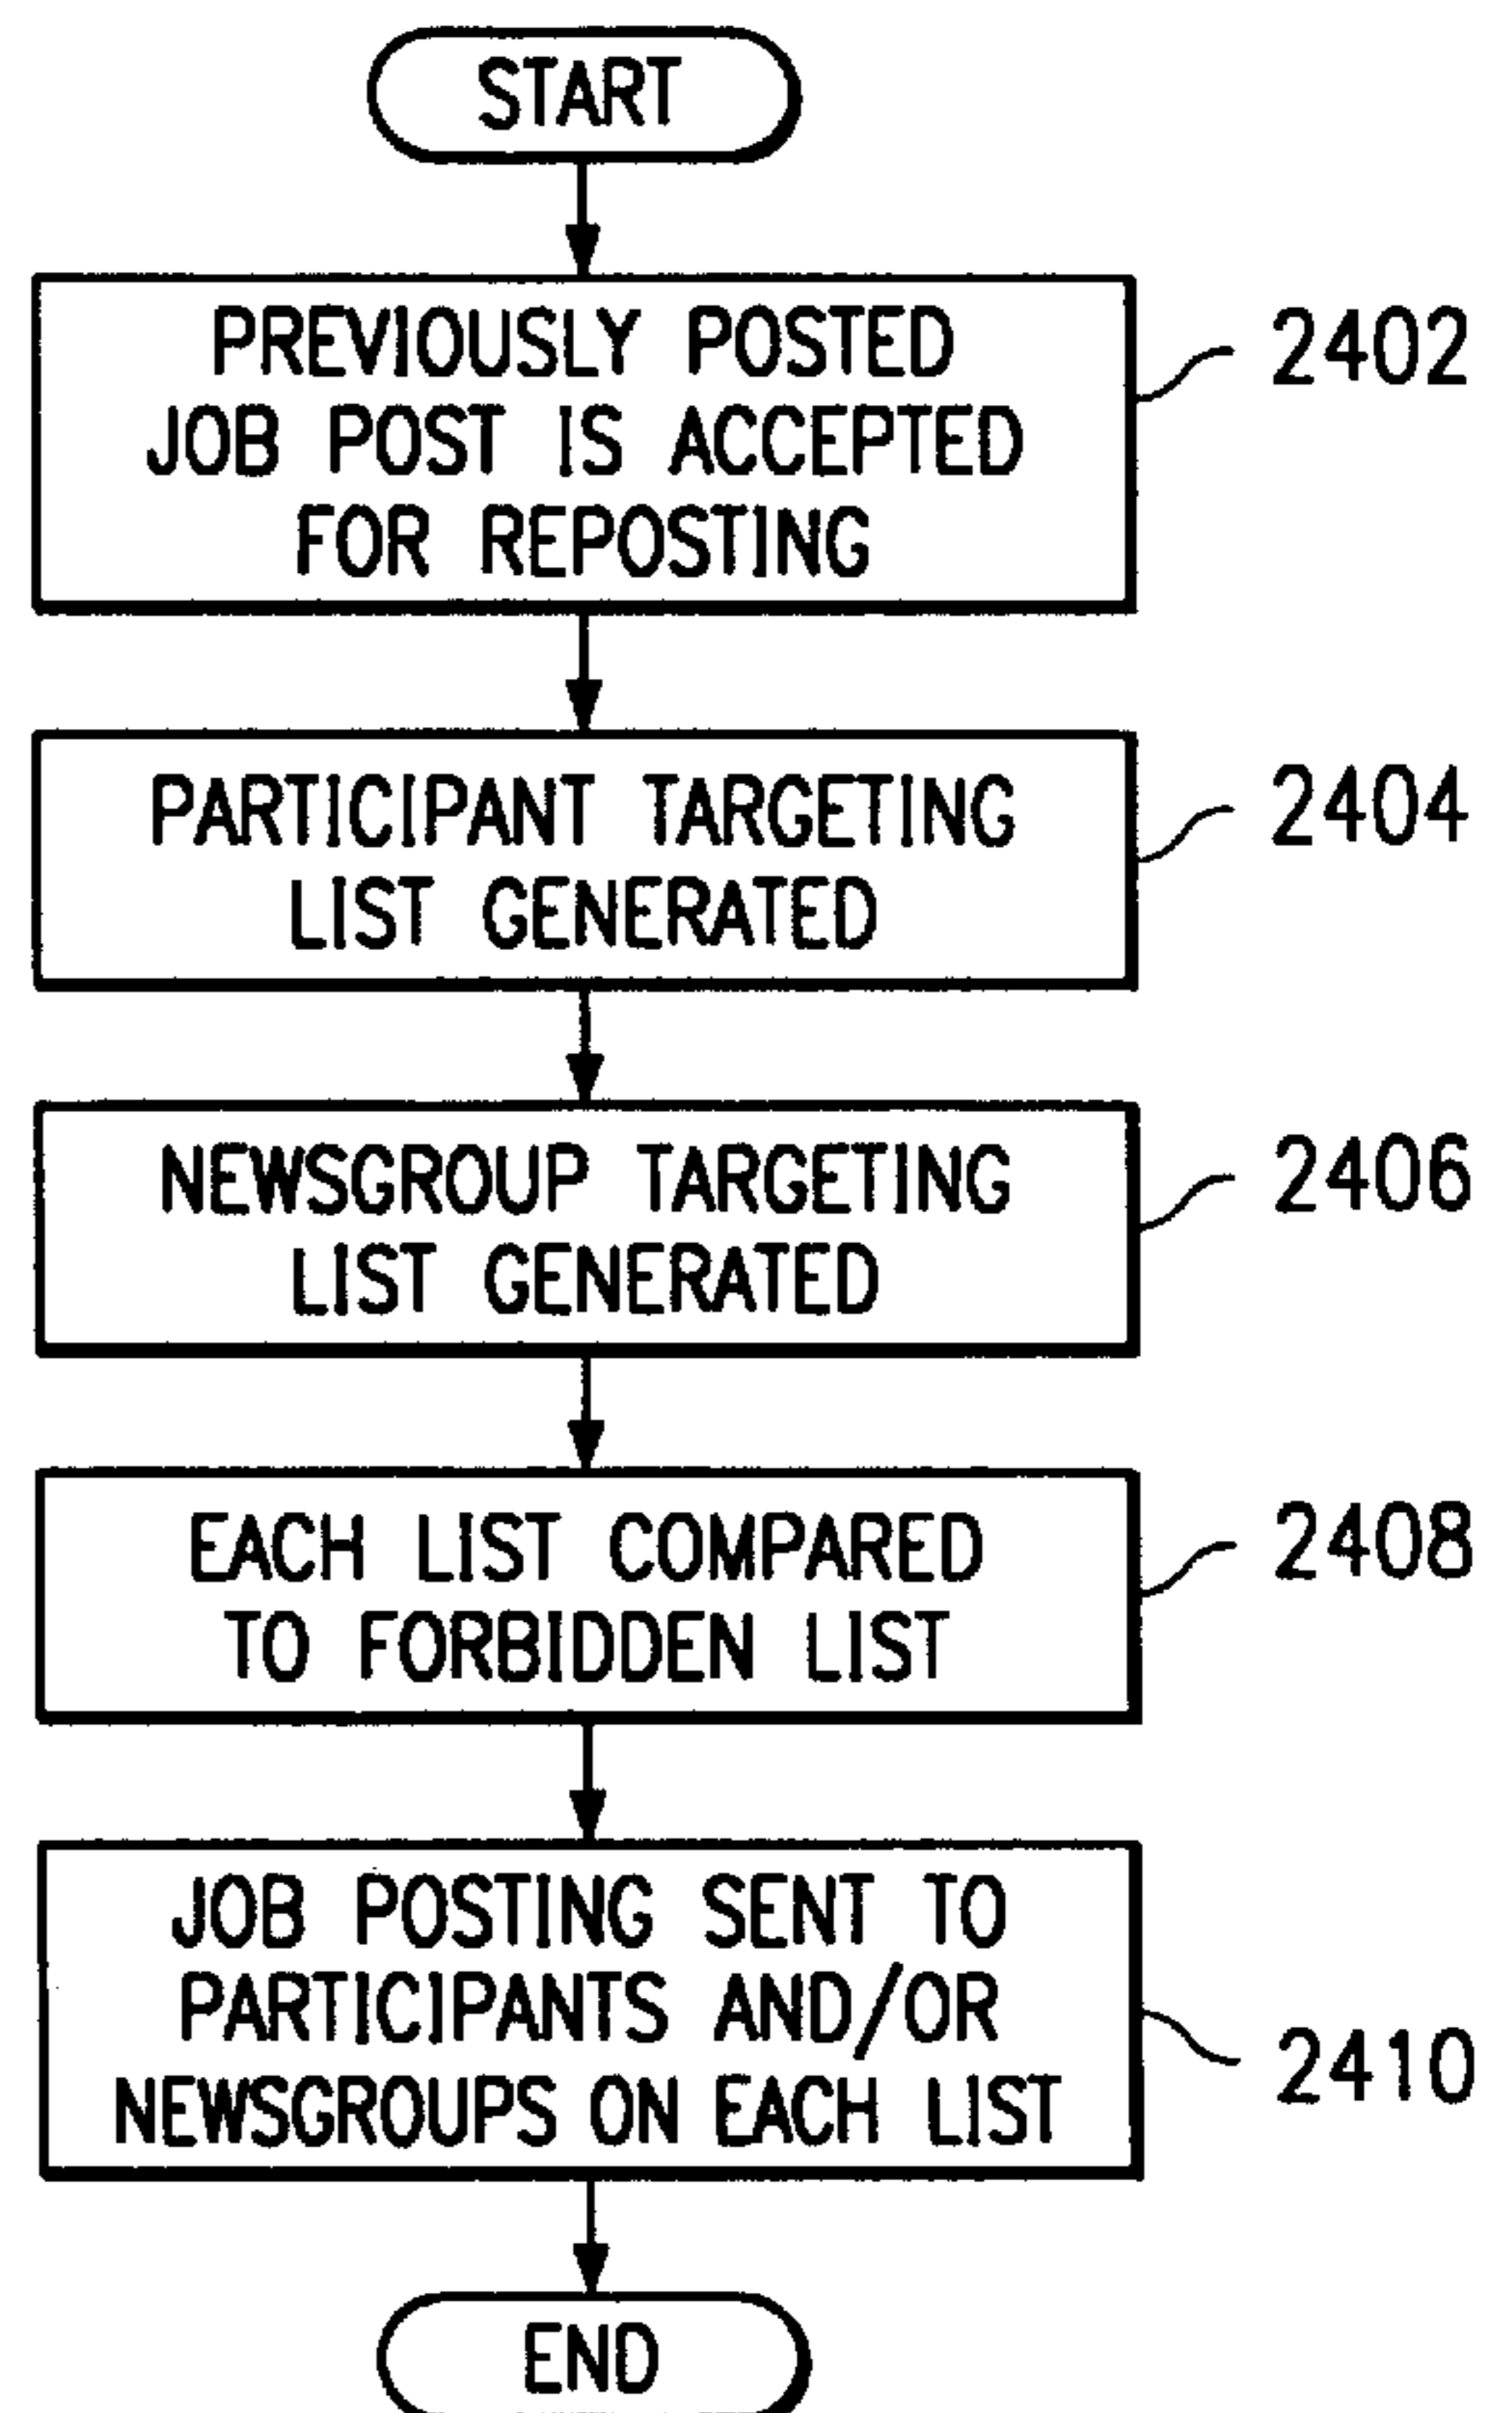 START
PREVIOUSLY POSTED
JOB POST IS ACCEPTED
FOR REPOSTING
2402
PARTICIPANT TARGETING
LIST GENERATED
2404
NEWSGROUP TARGETING
LIST GENERATED
2406
EACH LIST COMPARED
TO FORBIDDEN LIST
2408
JOB POSTING SENT TO
PARTICIPANTS AND/OR
NEWSGROUPS ON EACH LIST
2410
END